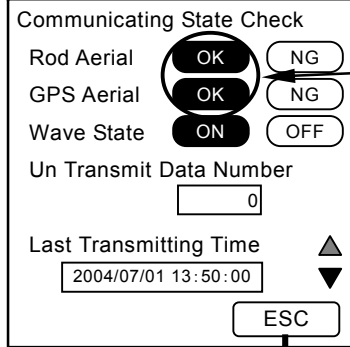 Communicating State Check
Rod Aerial OK NG
GPS Aerial OK NG
Wave State ON OFF
Un Transmit Data Number
0
Last Transmitting Time
2004/07/01 13:50:00
ESC